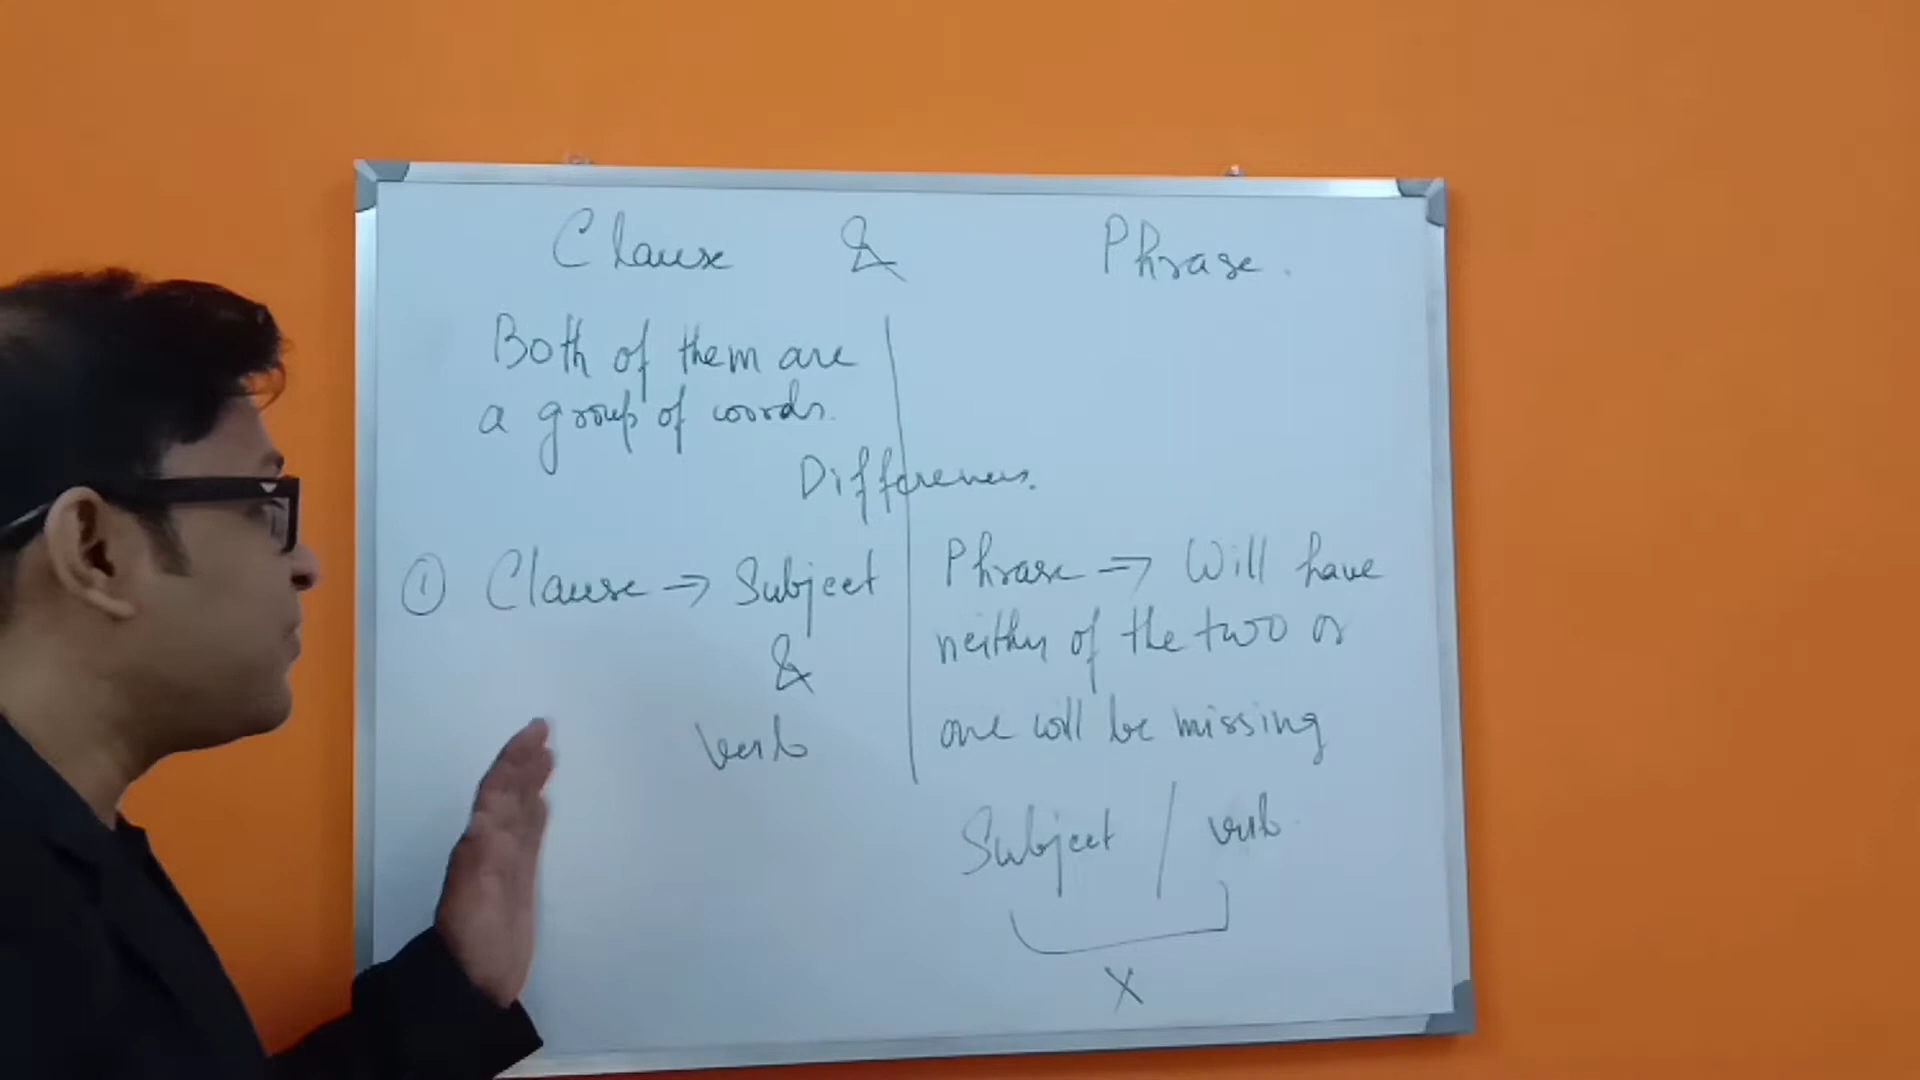 Clause & Phrase.
Both of them are
a group of words.
Differences.
① Clause → Subject
&
verb
Phrase → Will have
neither of the two or
one will be missing
Subject / verb
X